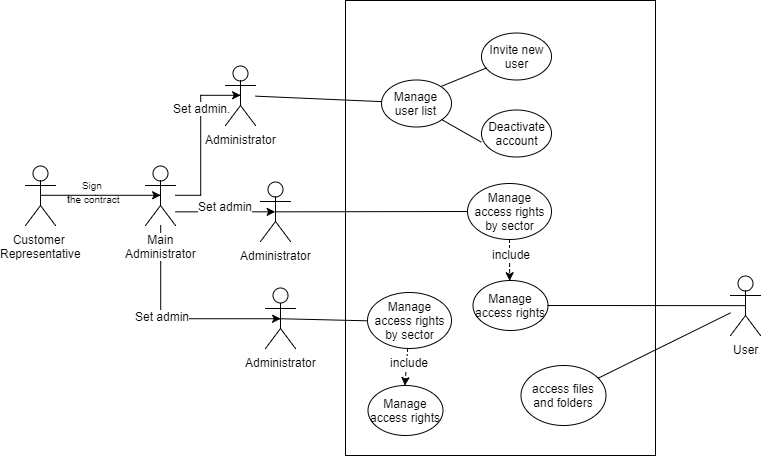 Invite new
user
Manage
user list
Set admin.
Administrator
Deactivate
account
Sign
the contract
Set admin
Manage
access rights
by sector
Customer
Representative
Main
Administrator
Administrator
include
Manage
access rights
Set admin
Manage
access rights
by sector
User
Administrator
include
access files
and folders
Manage
access rights